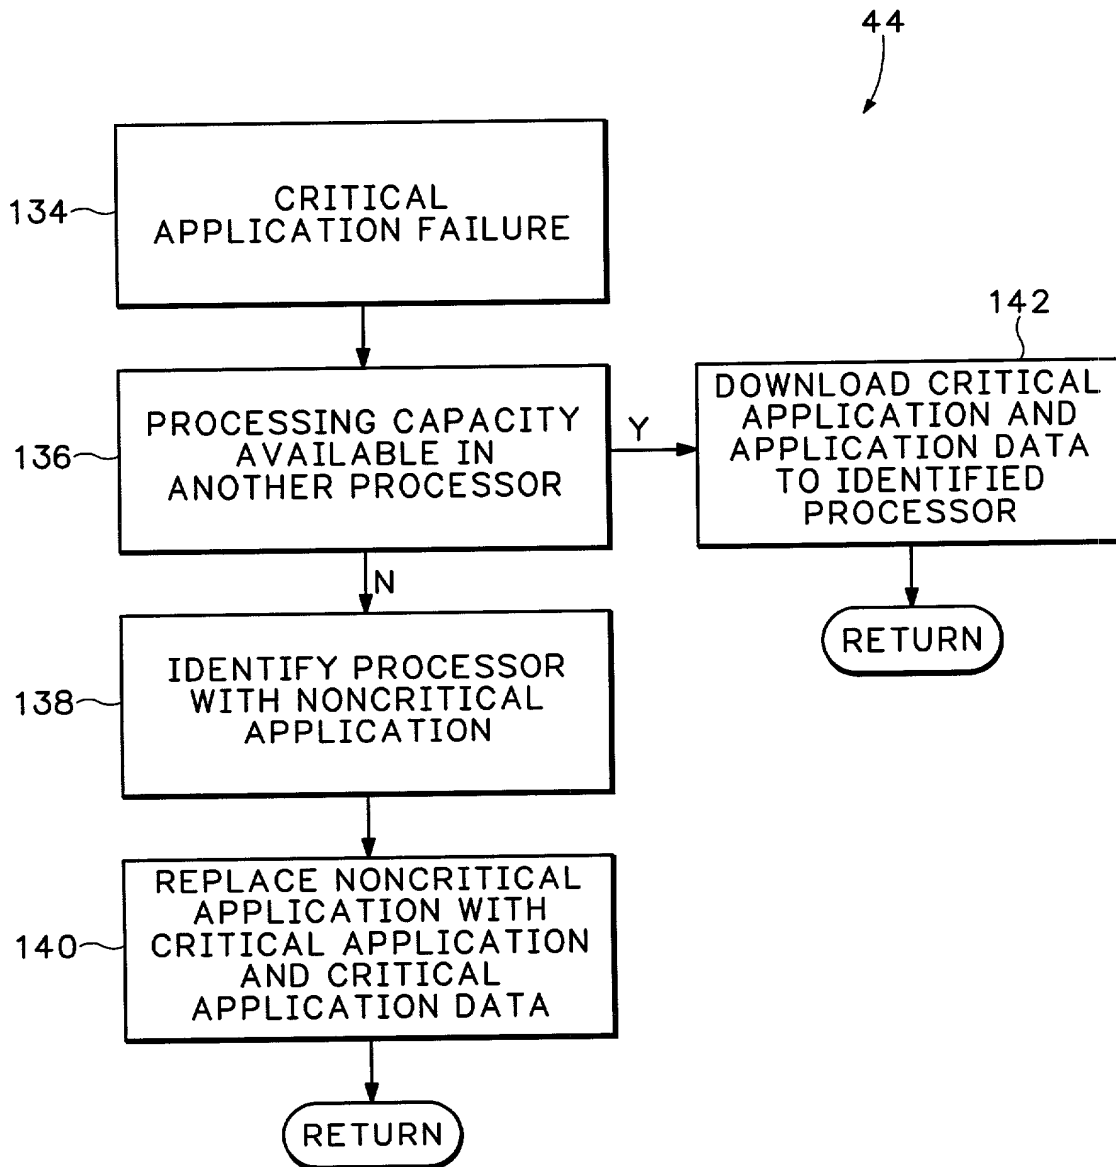 44
134
CRITICAL
APPLICATION FAILURE
136
PROCESSING CAPACITY
AVAILABLE IN
ANOTHER PROCESSOR
Y
142
DOWNLOAD CRITICAL
APPLICATION AND
APPLICATION DATA
TO IDENTIFIED
PROCESSOR
RETURN
N
138
IDENTIFY PROCESSOR
WITH NONCRITICAL
APPLICATION
140
REPLACE NONCRITICAL
APPLICATION WITH
CRITICAL APPLICATION
AND CRITICAL
APPLICATION DATA
RETURN